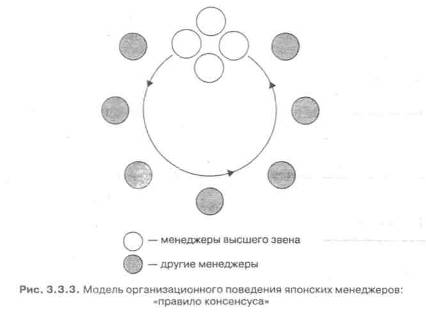 — менеджеры высшего звена
— другие менеджеры
Рис. 3.3.3. Модель организационного поведения японских менеджеров:
«правило консенсуса»